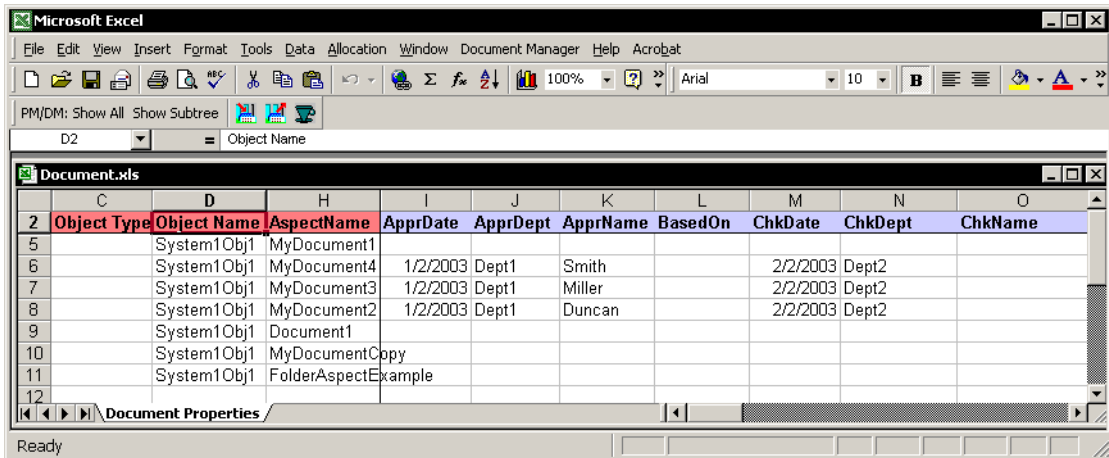 Microsoft Excel
File Edit View Insert Format Tools Data Allocation Window Document Manager Help Acrobat
ABC Σ fx 100% Arial 10 B A
PM/DM: Show All Show Subtree
D2 = Object Name
Document.xls
C D H I J K L M N O
2 Object Type Object Name AspectName ApprDate ApprDept ApprName BasedOn ChkDate ChkDept ChkName
5 System1Obj1 MyDocument1
6 System1Obj1 MyDocument4 1/2/2003 Dept1 Smith 2/2/2003 Dept2
7 System1Obj1 MyDocument3 1/2/2003 Dept1 Miller 2/2/2003 Dept2
8 System1Obj1 MyDocument2 1/2/2003 Dept1 Duncan 2/2/2003 Dept2
9 System1Obj1 Document1
10 System1Obj1 MyDocumentCopy
11 System1Obj1 FolderAspectExample
12
Document Properties
Ready